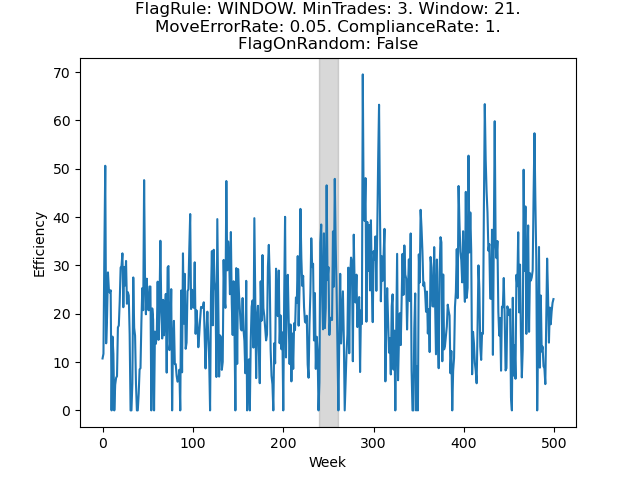 FlagRule: WINDOW. MinTrades: 3. Window: 21.
MoveErrorRate: 0.05. ComplianceRate: 1.
FlagOnRandom: False
70
60
50
40
30
20
10
0
Efficiency
0 100 200 300 400 500
Week